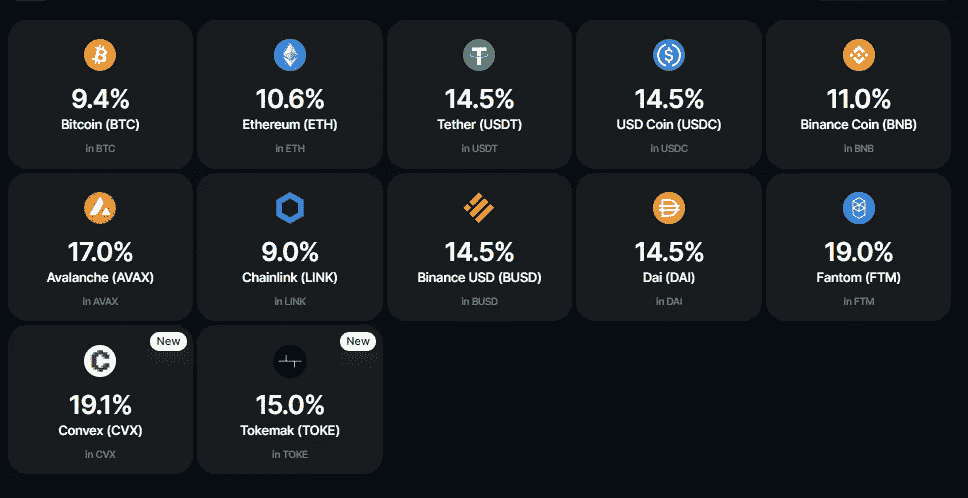 9.4%
Bitcoin (BTC)
in BTC
10.6%
Ethereum (ETH)
in ETH
14.5%
Tether (USDT)
in USDT
14.5%
USD Coin (USDC)
in USDC
11.0%
Binance Coin (BNB)
in BNB
17.0%
Avalanche (AVAX)
in AVAX
9.0%
Chainlink (LINK)
in LINK
14.5%
Binance USD (BUSD)
in BUSD
14.5%
Dai (DAI)
in DAI
19.0%
Fantom (FTM)
in FTM
New
19.1%
Convex (CVX)
in CVX
New
15.0%
Tokemak (TOKE)
in TOKE